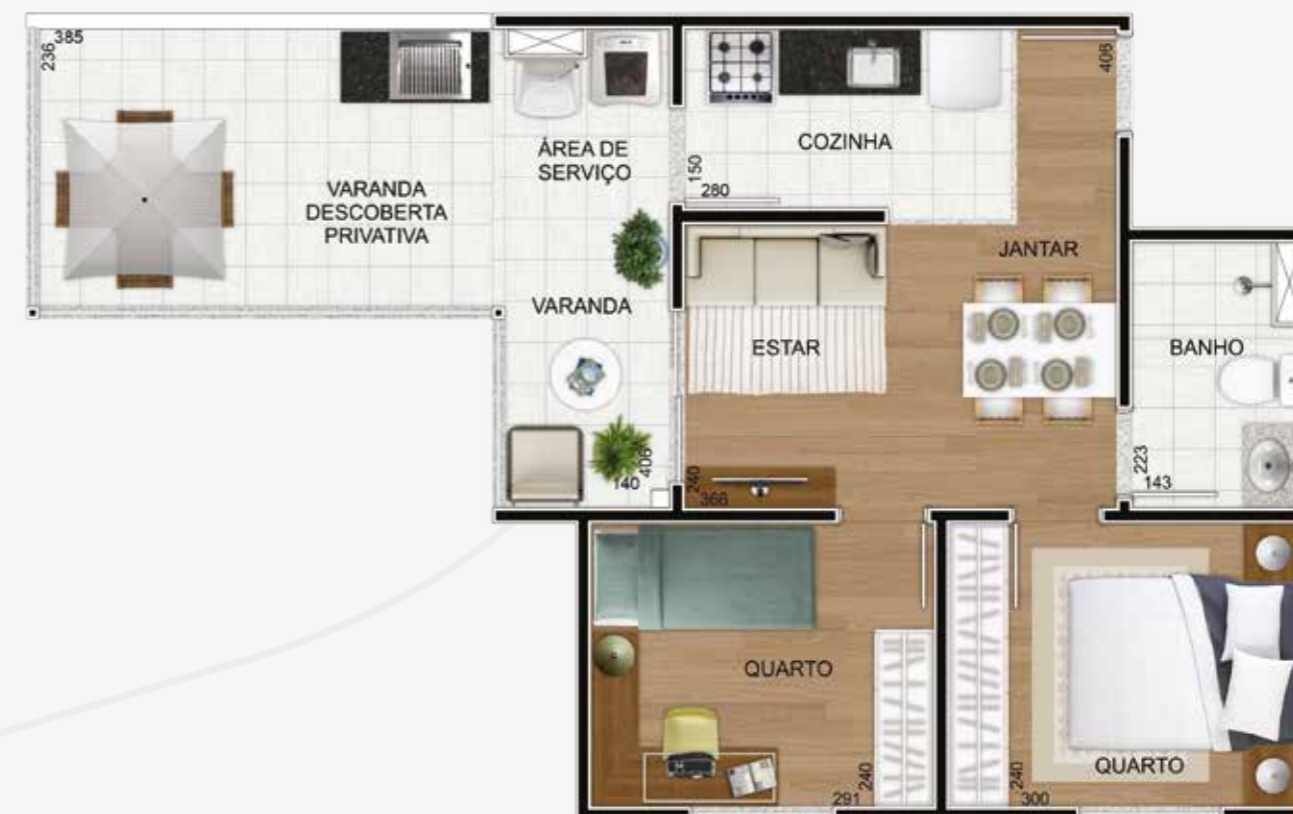 385
236
ÁREA DE
SERVIÇO
VARANDA
DESCOBERTA
PRIVATIVA
VARANDA
406
140
COZINHA
150
280
406
JANTAR
ESTAR
240
366
BANHO
223
143
QUARTO
240
291
QUARTO
240
300